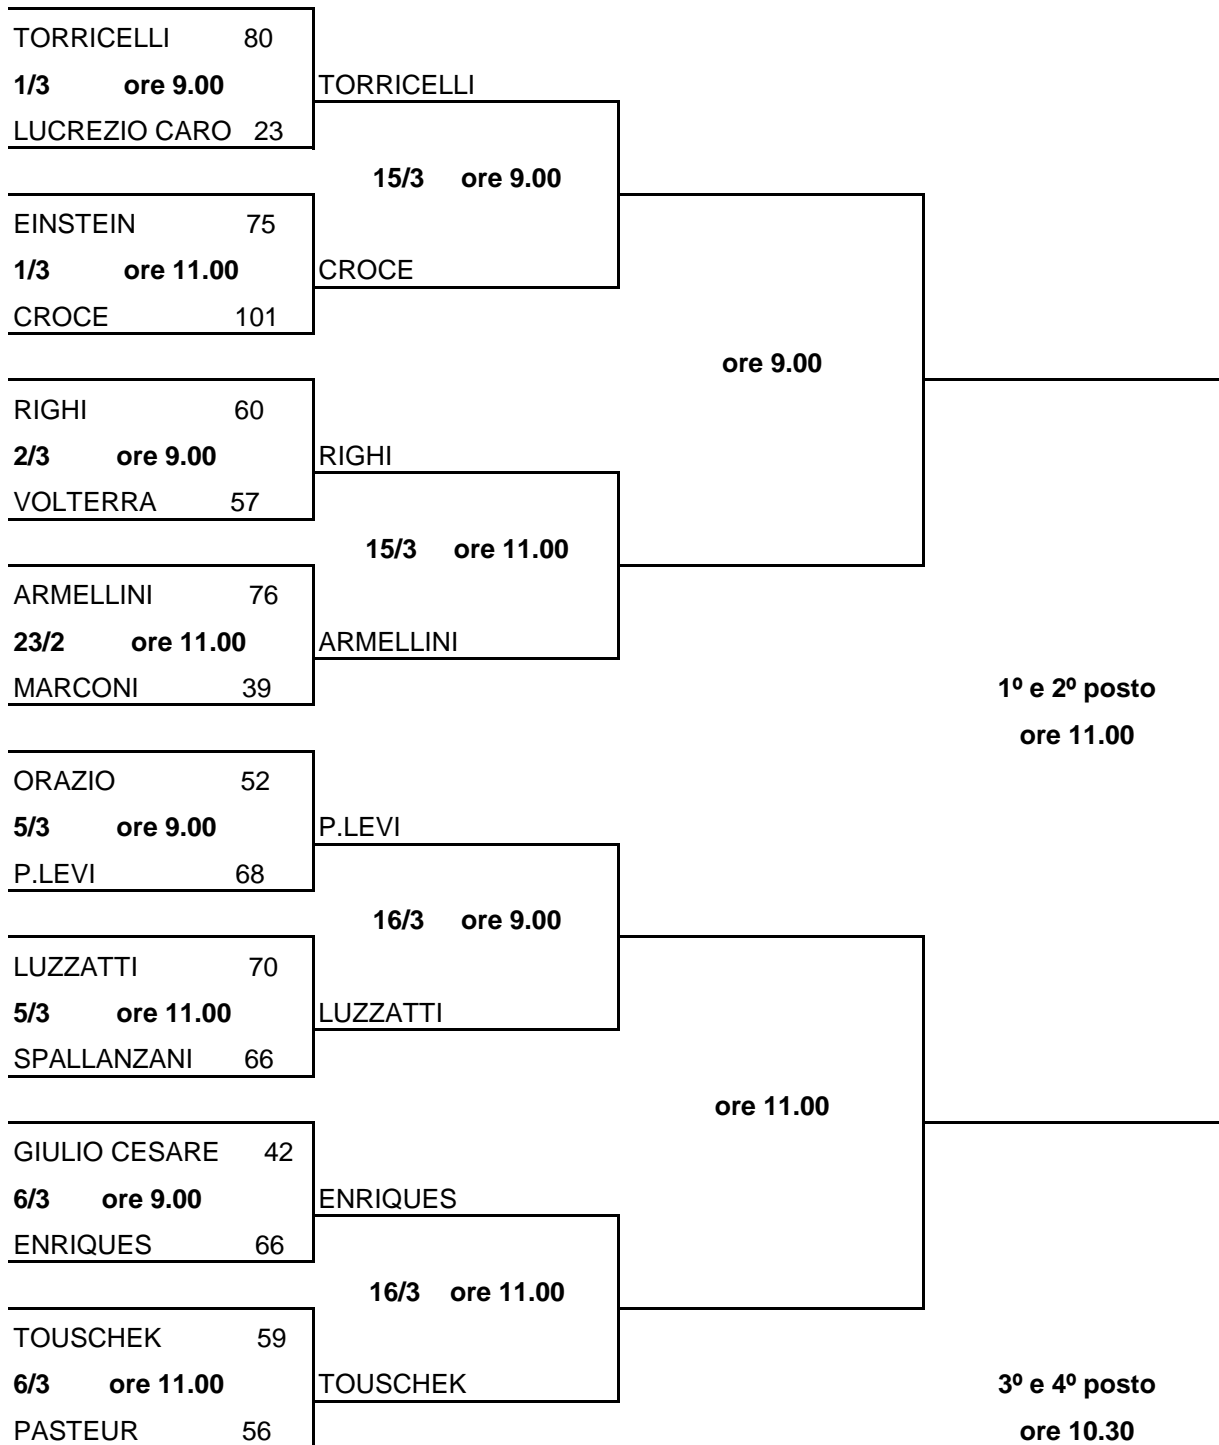 TORRICELLI 80
1/3 ore 9.00
LUCREZIO CARO 23
TORRICELLI
15/3 ore 9.00
EINSTEIN 75
1/3 ore 11.00
CROCE 101
CROCE
ore 9.00
RIGHI 60
2/3 ore 9.00
VOLTERRA 57
RIGHI
15/3 ore 11.00
ARMELLINI 76
23/2 ore 11.00
MARCONI 39
ARMELLINI
1º e 2º posto
ore 11.00
ORAZIO 52
5/3 ore 9.00
P.LEVI 68
P.LEVI
16/3 ore 9.00
LUZZATTI 70
5/3 ore 11.00
SPALLANZANI 66
LUZZATTI
ore 11.00
GIULIO CESARE 42
6/3 ore 9.00
ENRIQUES 66
ENRIQUES
16/3 ore 11.00
TOUSCHEK 59
6/3 ore 11.00
PASTEUR 56
TOUSCHEK
3º e 4º posto
ore 10.30